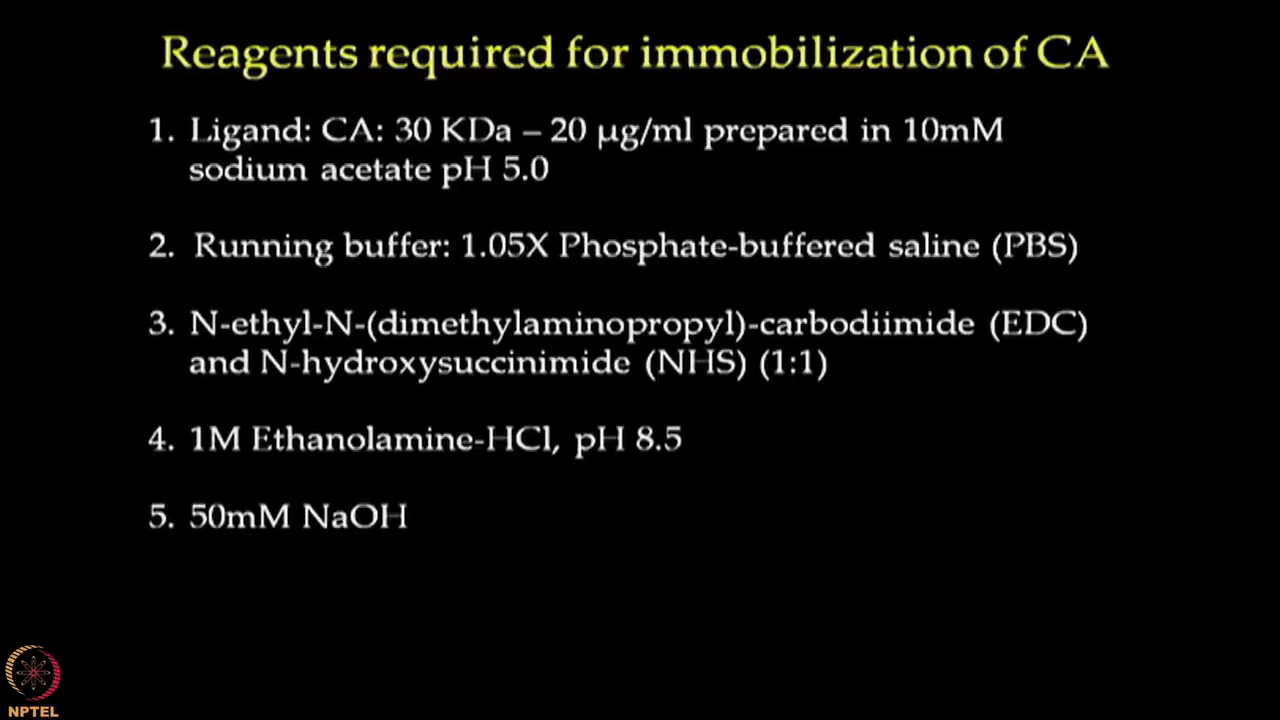 Reagents required for immobilization of CA
1. Ligand: CA: 30 KDa – 20 µg/ml prepared in 10mM
sodium acetate pH 5.0
2. Running buffer: 1.05X Phosphate-buffered saline (PBS)
3. N-ethyl-N-(dimethylaminopropyl)-carbodiimide (EDC)
and N-hydroxysuccinimide (NHS) (1:1)
4. 1M Ethanolamine-HCl, pH 8.5
5. 50mM NaOH
NPTEL